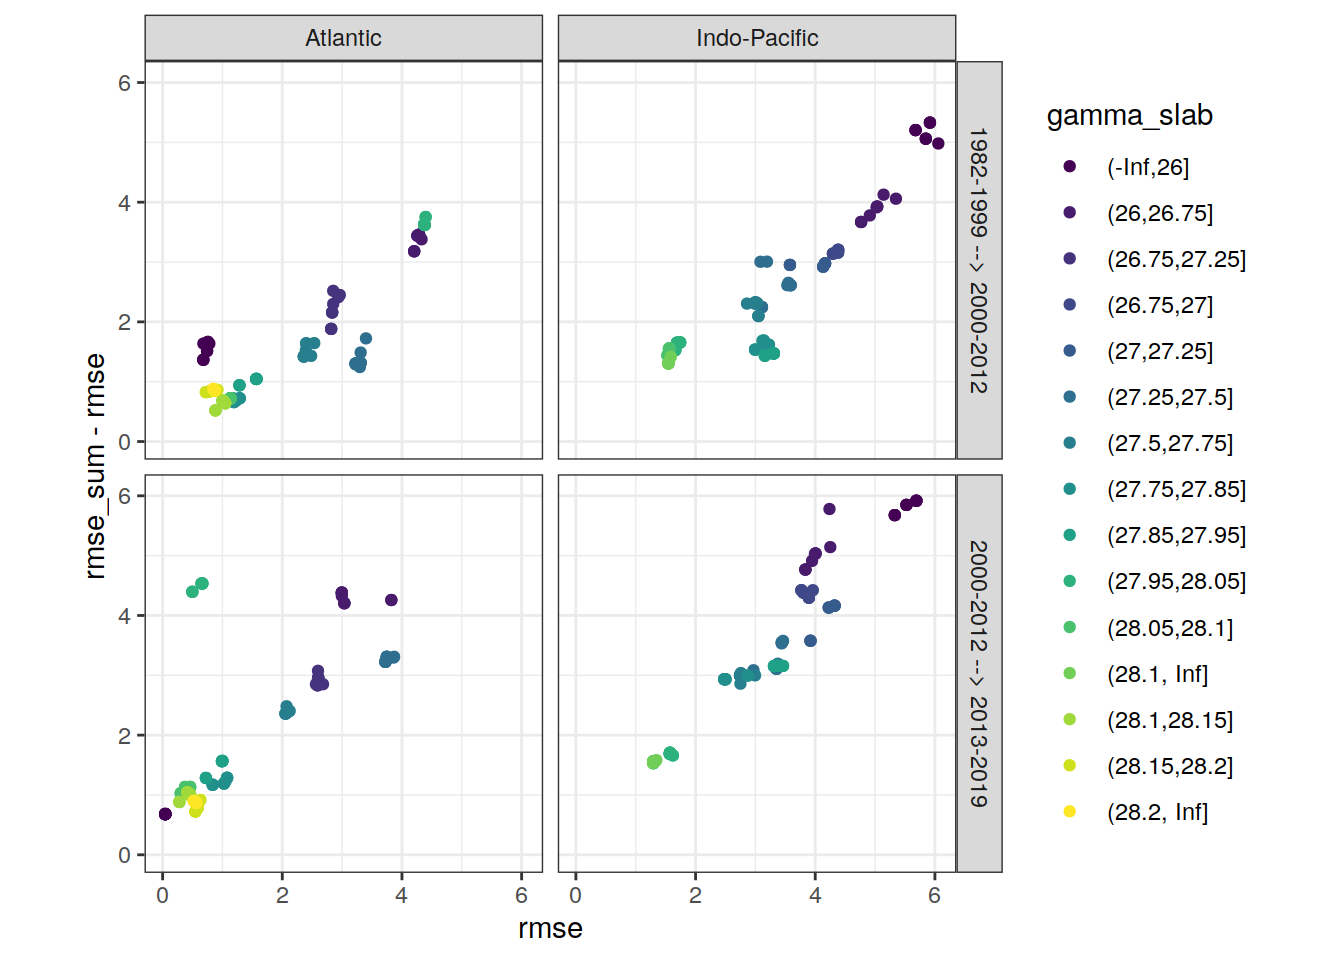 Atlantic
Indo-Pacific
6
4
2
0
1982-1999 --> 2000-2012
6
4
2
0
2000-2012 --> 2013-2019
0 2 4 6
0 2 4 6
rmse
rmse_sum - rmse
gamma_slab
(-Inf,26]
(26,26.75]
(26.75,27.25]
(26.75,27]
(27,27.25]
(27.25,27.5]
(27.5,27.75]
(27.75,27.85]
(27.85,27.95]
(27.95,28.05]
(28.05,28.1]
(28.1, Inf]
(28.1,28.15]
(28.15,28.2]
(28.2, Inf]